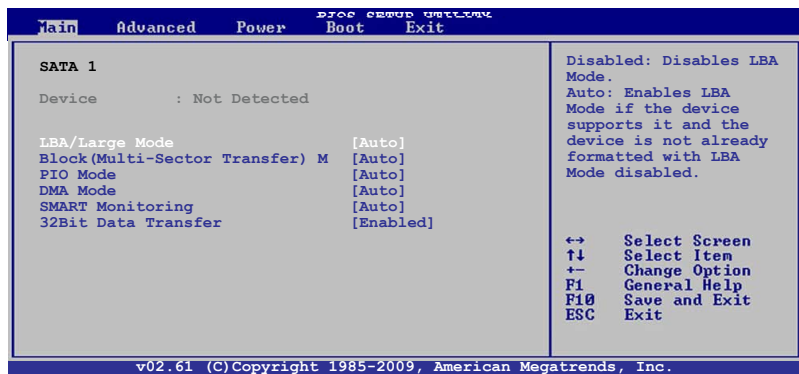 BIOS SETUP UTILITY
Main Advanced Power Boot Exit
SATA 1
Device : Not Detected
LBA/Large Mode [Auto]
Block(Multi-Sector Transfer) M [Auto]
PIO Mode [Auto]
DMA Mode [Auto]
SMART Monitoring [Auto]
32Bit Data Transfer [Enabled]
Disabled: Disables LBA
Mode.
Auto: Enables LBA
Mode if the device
supports it and the
device is not already
formatted with LBA
Mode disabled.
←→ Select Screen
↑↓ Select Item
+- Change Option
F1 General Help
F10 Save and Exit
ESC Exit
v02.61 (C)Copyright 1985-2009, American Megatrends, Inc.